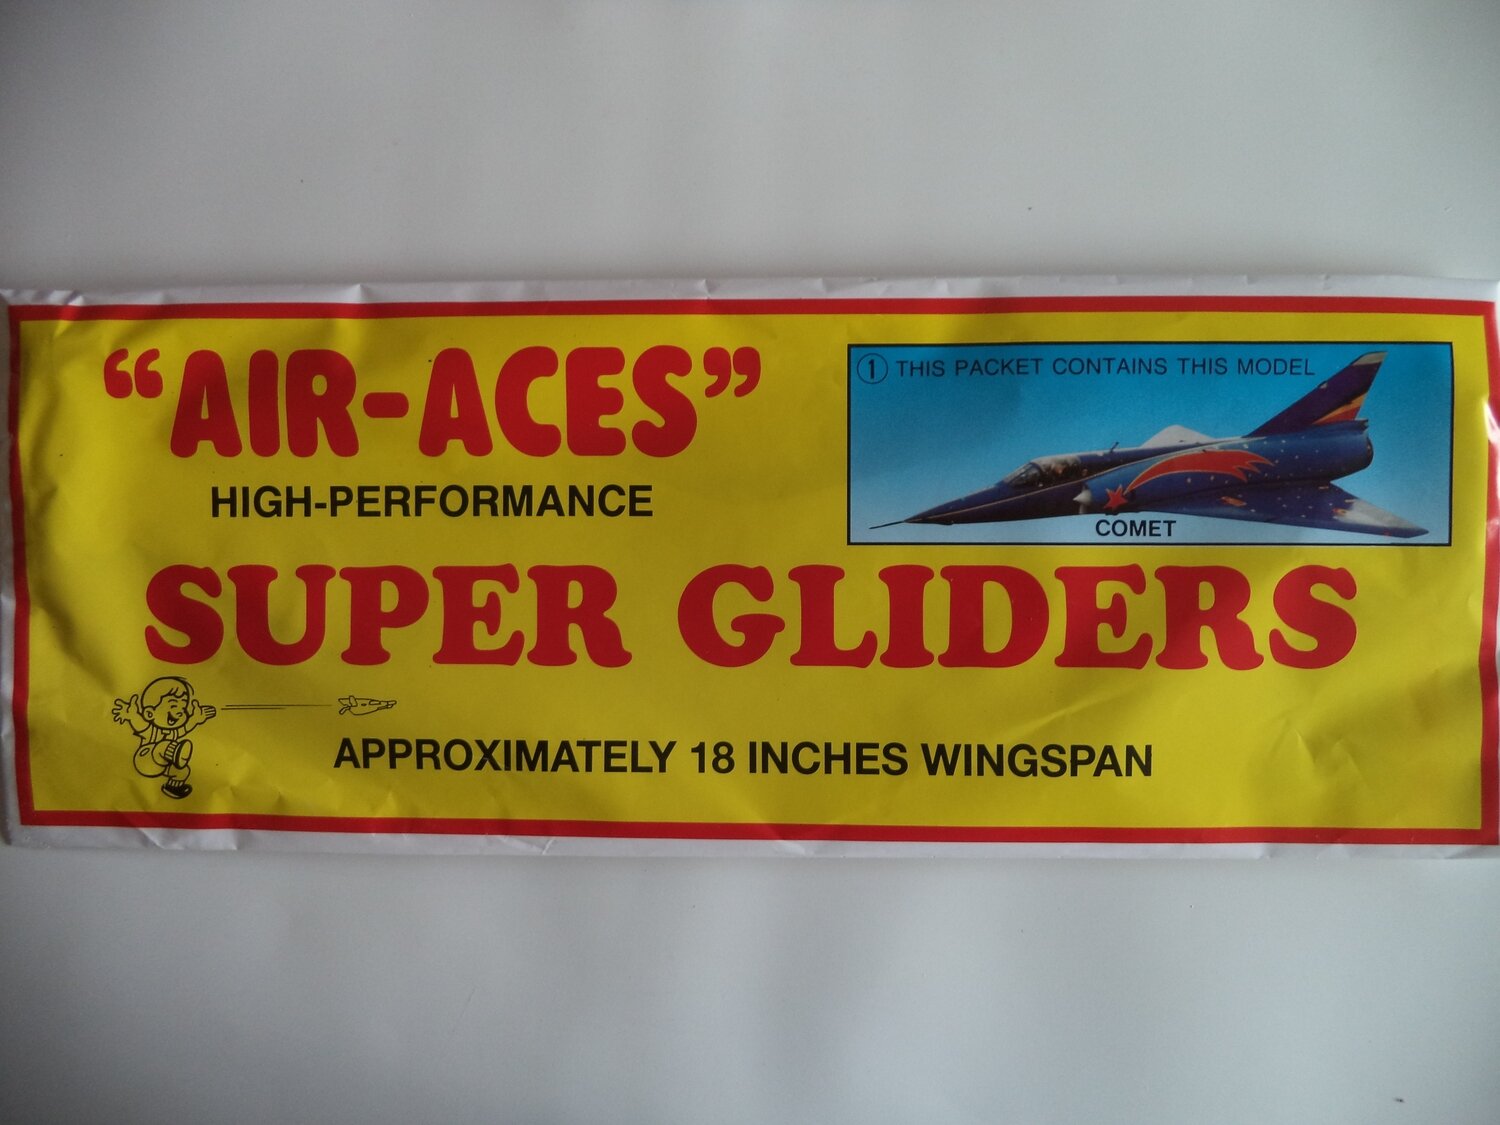 "AIR-ACES"
HIGH-PERFORMANCE
① THIS PACKET CONTAINS THIS MODEL
COMET
SUPER GLIDERS
APPROXIMATELY 18 INCHES WINGSPAN